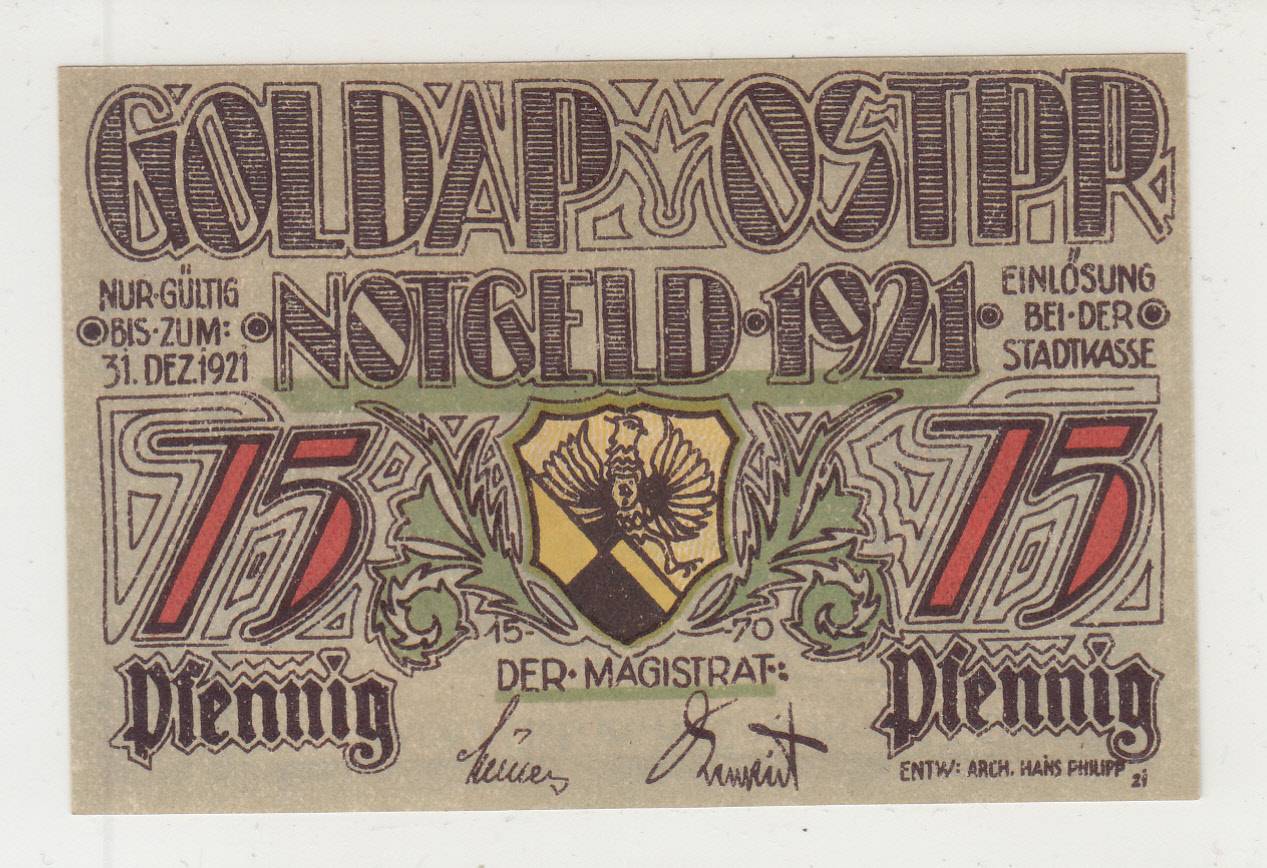 GOLDAP OSTPR
NOTGELD · 1921
NUR · GÜLTIG
BIS · ZUM:
31. DEZ. 1921
EINLÖSUNG
BEI · DER
STADTKASSE
75
75
15-
-70
Pfennig
DER · MAGISTRAT:
Pfennig
ENTW: ARCH. HANS PHILIPP
21